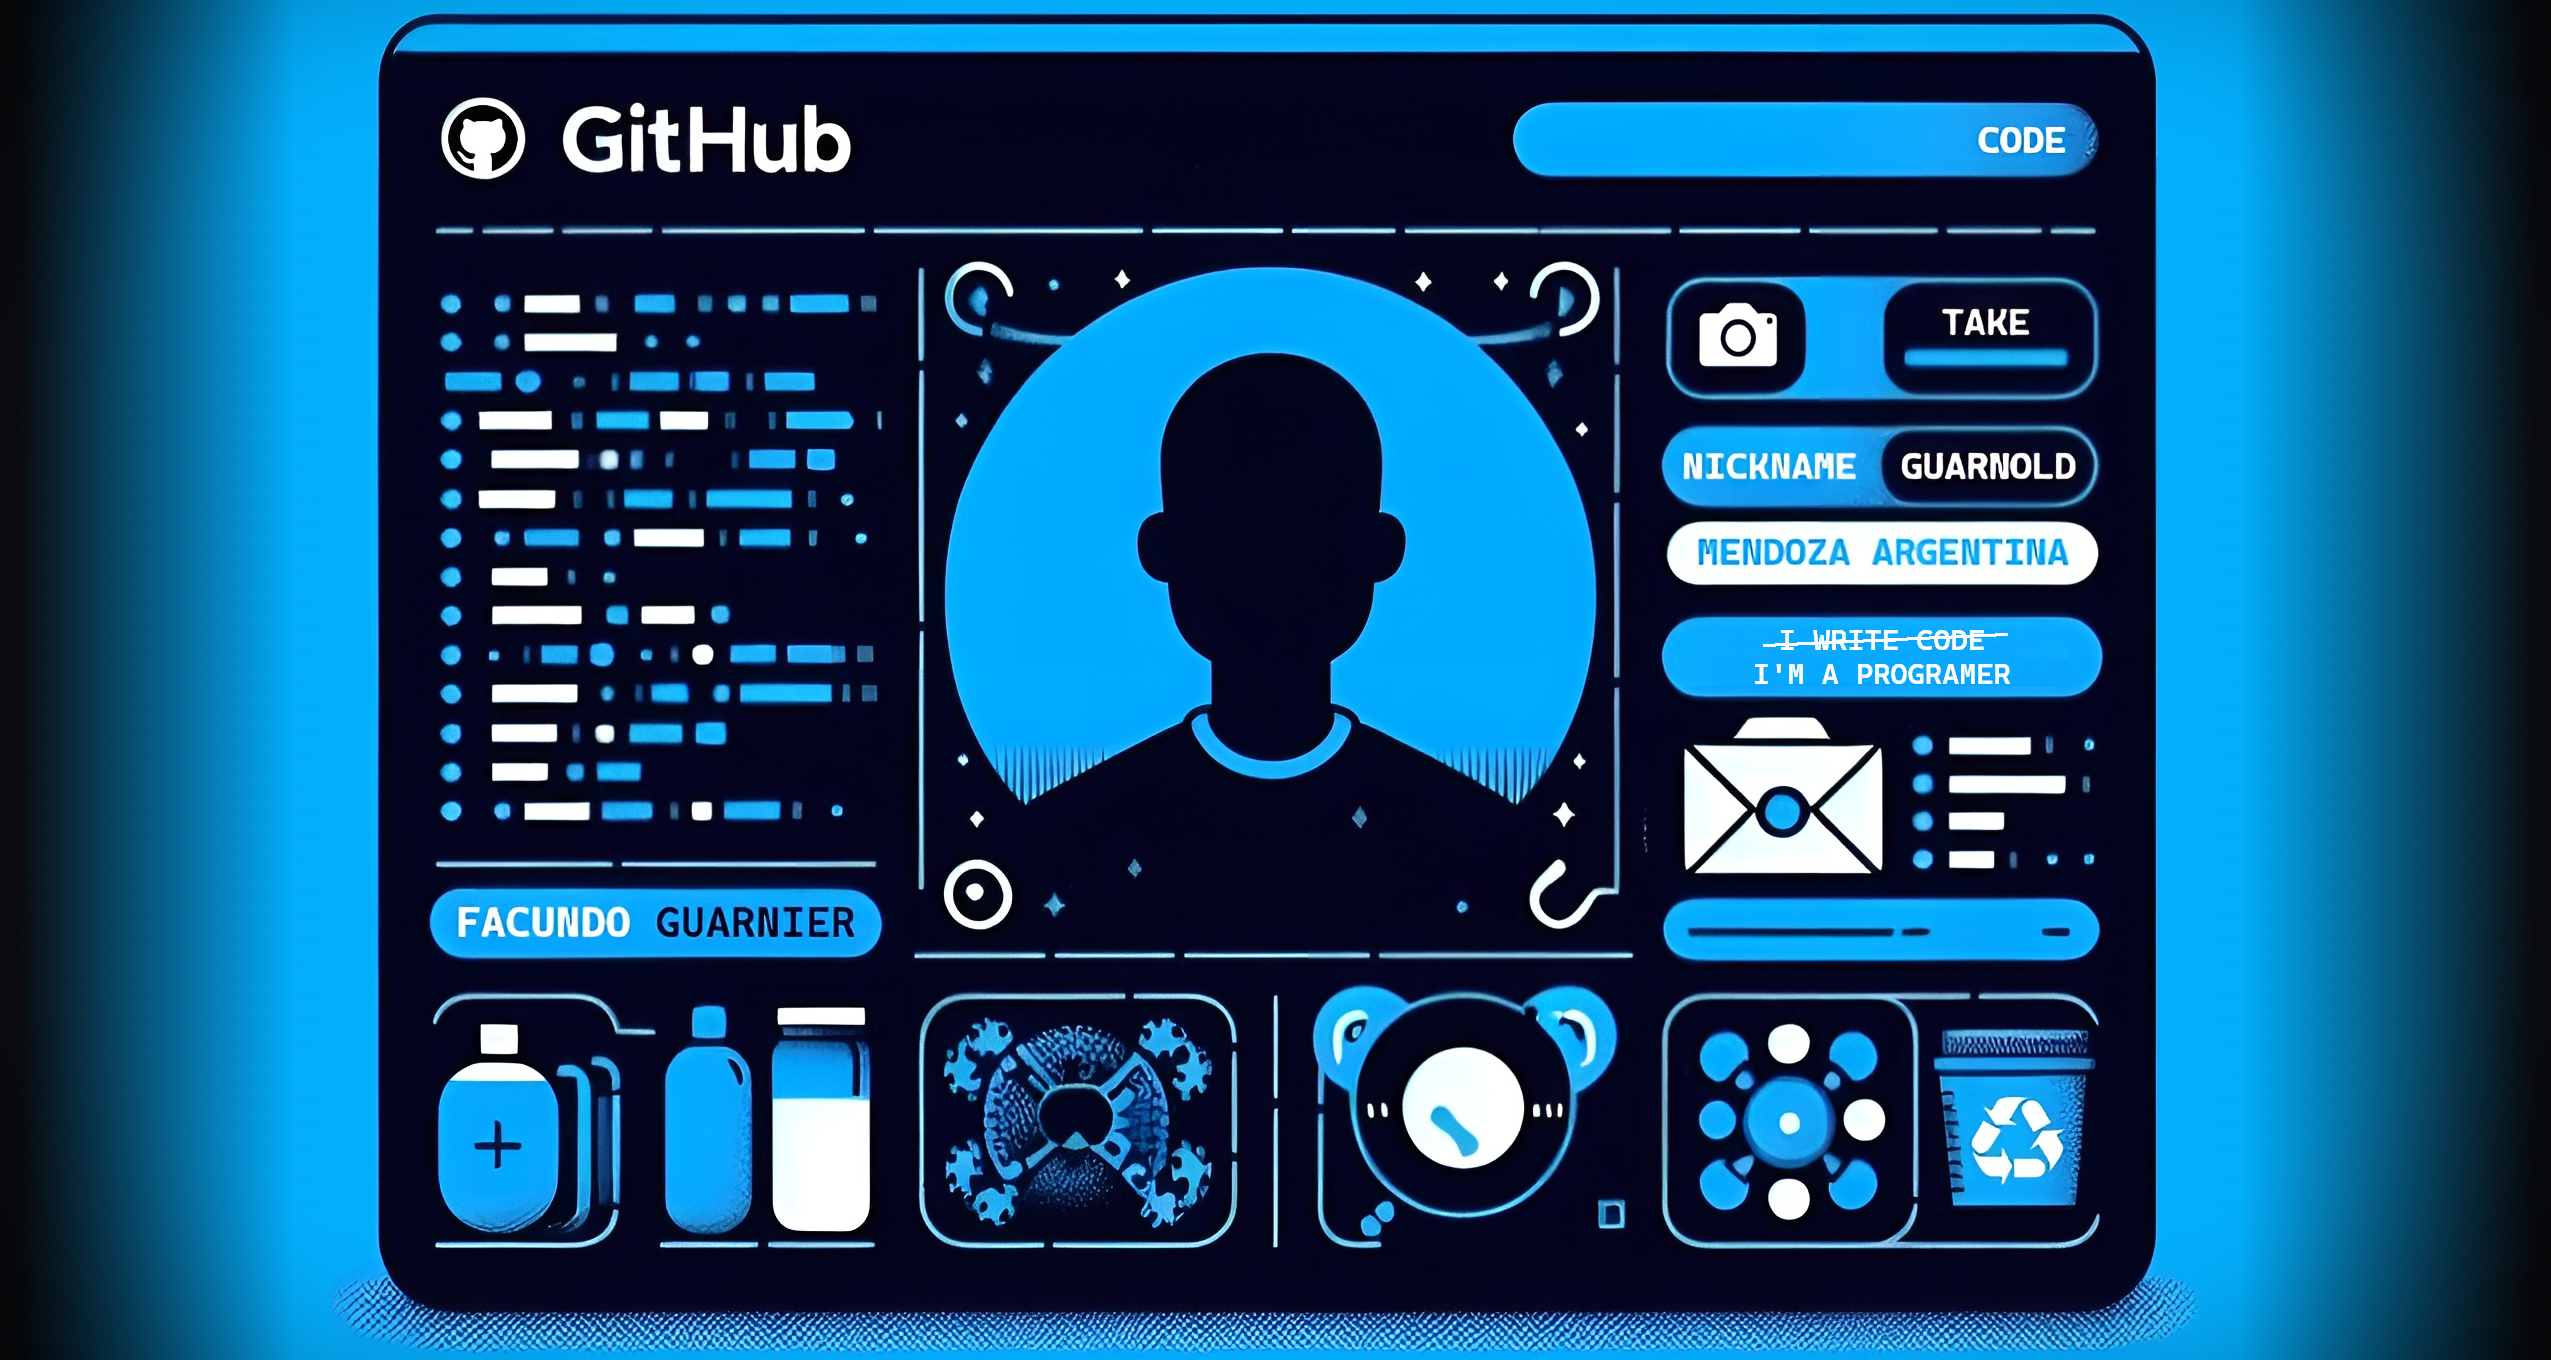 GitHub
CODE
TAKE
NICKNAME GUARNOLD
MENDOZA ARGENTINA
I WRITE CODE
I'M A PROGRAMER
FACUNDO GUARNIER